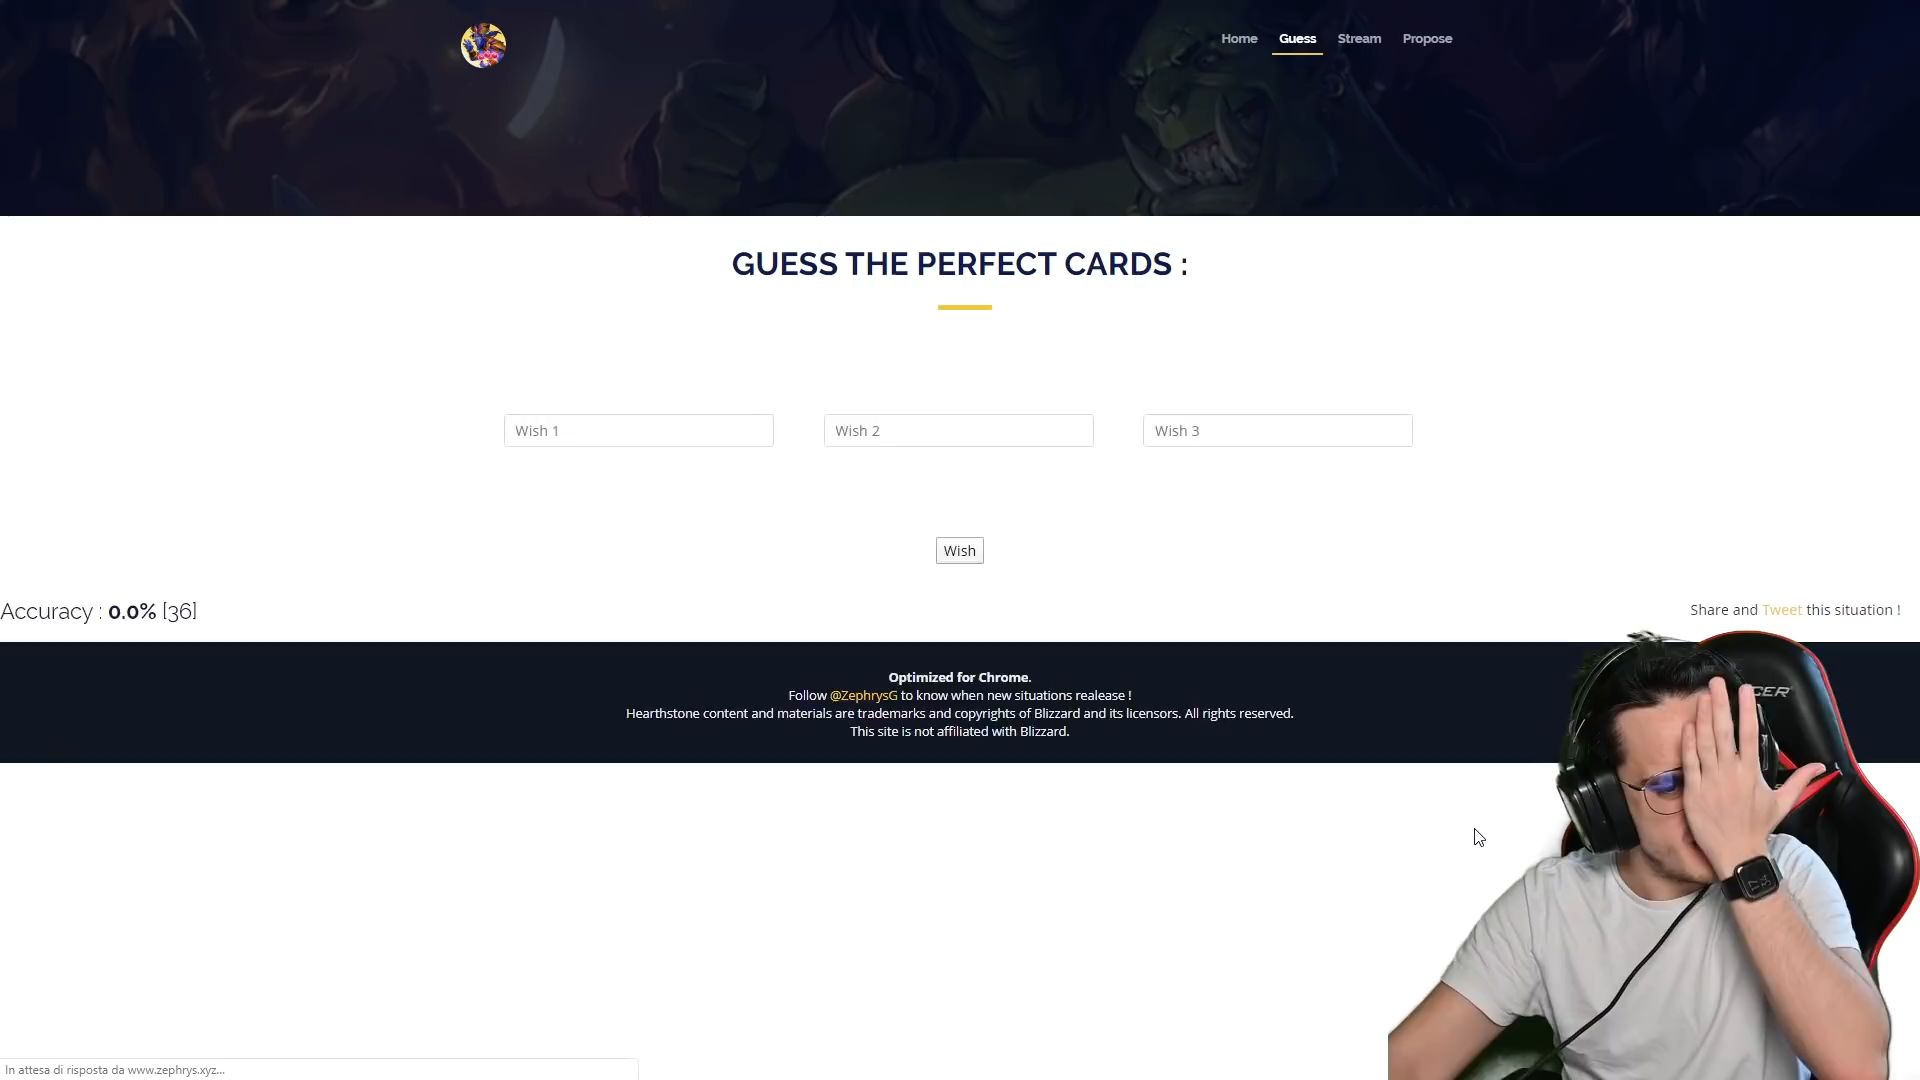 Home Guess Stream Propose
GUESS THE PERFECT CARDS :
Wish 1 Wish 2 Wish 3
Wish
Accuracy : 0.0% [36]
Share and Tweet this situation !
Optimized for Chrome.
Follow @ZephrysG to know when new situations realease !
Hearthstone content and materials are trademarks and copyrights of Blizzard and its licensors. All rights reserved.
This site is not affiliated with Blizzard.
In attesa di risposta da www.zephrys.xyz...